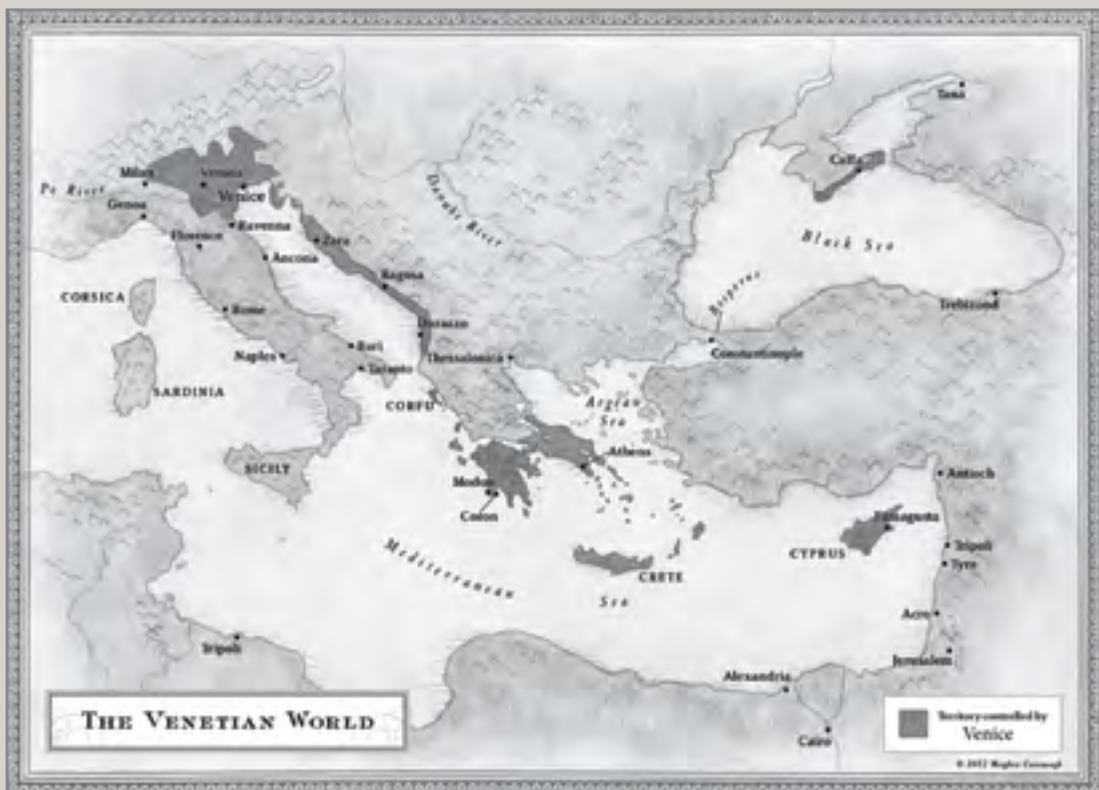 Tana
Caffa
Milan
Verona
Po River
Venice
Genoa
Danube River
Ravenna
Florence
Zara
Black Sea
Ancona
Ragusa
Bosporus
CORSICA
Rome
Trebizond
Durazzo
Bari
Constantinople
Naples
Thessalonica
Taranto
SARDINIA
CORFU
Aegean
Sea
Athens
SICILY
Antioch
Modon
Coron
Famagusta
CYPRUS
Tripoli
Tyre
Mediterranean
Sea
CRETE
Acre
Tripoli
Jerusalem
Alexandria
THE VENETIAN WORLD
Territory controlled by
Venice
Cairo